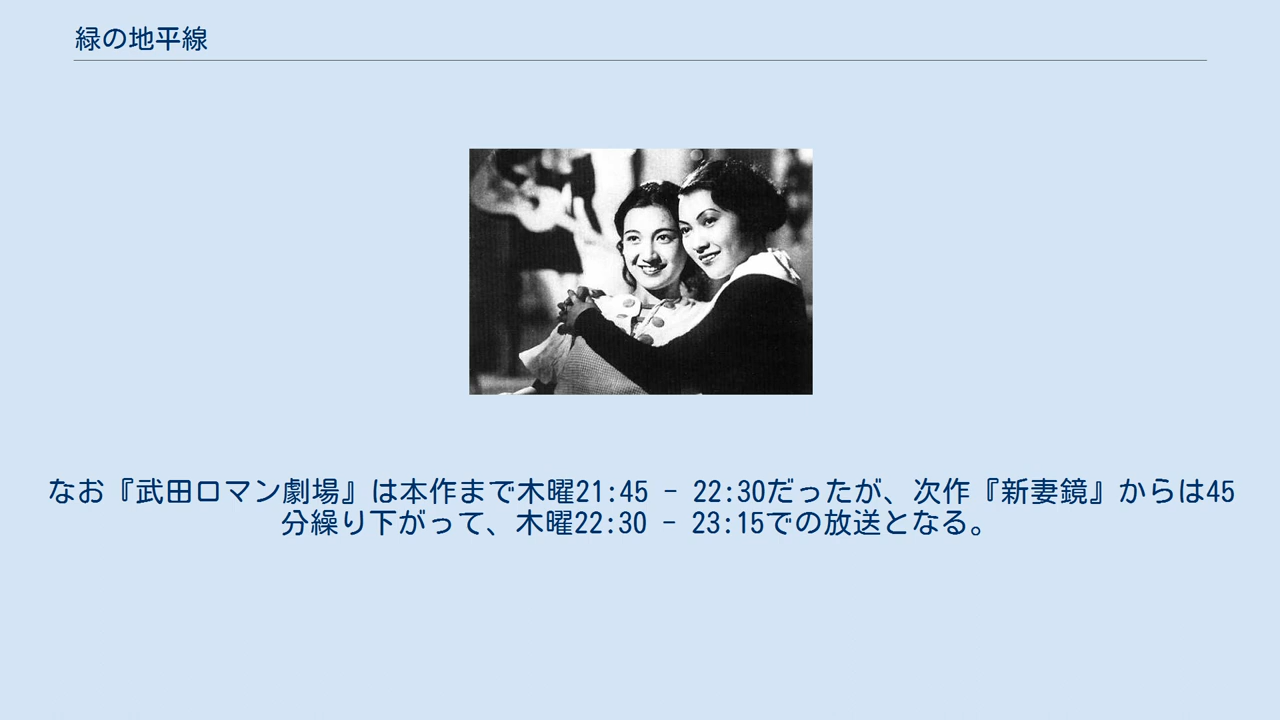 緑の地平線
なお『武田ロマン劇場』は本作まで木曜21:45 - 22:30だったが、次作『新妻鏡』からは45
分繰り下がって、木曜22:30 - 23:15での放送となる。